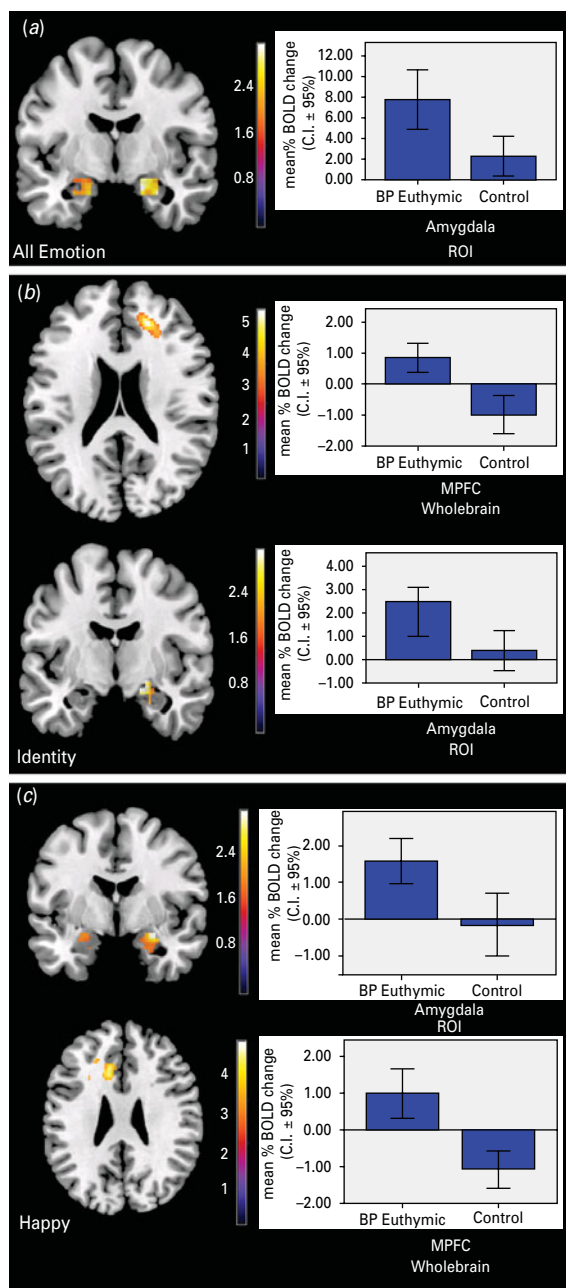 (a)
2.4
1.6
0.8
All Emotion
mean% BOLD change
(C.I. ± 95%)
12.00
10.00
8.00
6.00
4.00
2.00
0.00
BP Euthymic Control
Amygdala
ROI
(b)
5
4
3
2
1
mean % BOLD change
(C.I. ± 95%)
2.00
1.00
0.00
–1.00
–2.00
BP Euthymic Control
MPFC
Wholebrain
2.4
1.6
0.8
Identity
mean % BOLD change
(C.I. ± 95%)
4.00
3.00
2.00
1.00
0.00
–1.00
BP Euthymic Control
Amygdala
ROI
(c)
2.4
1.6
0.8
mean % BOLD change
(C.I. ± 95%)
2.00
1.00
0.00
–1.00
BP Euthymic Control
Amygdala
ROI
4
3
2
1
Happy
mean % BOLD change
(C.I. ± 95%)
2.00
1.00
0.00
–1.00
–2.00
BP Euthymic Control
MPFC
Wholebrain